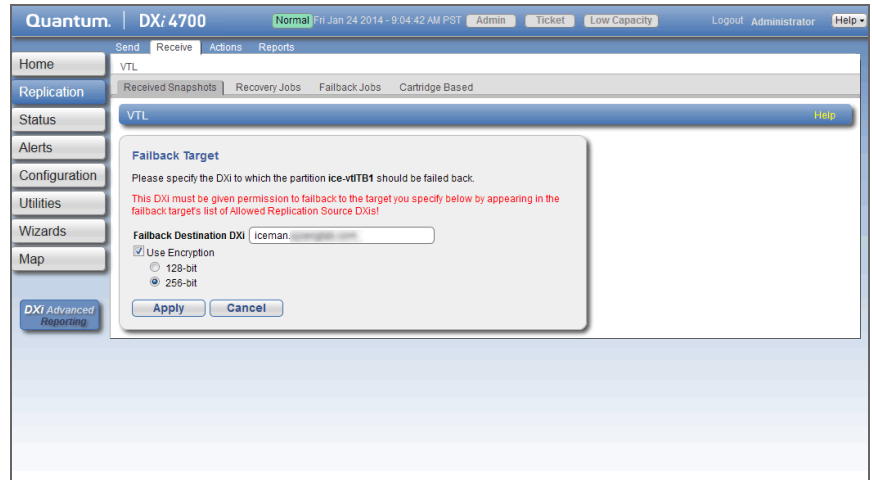 Quantum. DXi 4700 Normal Fri Jan 24 2014 - 9:04:42 AM PST Admin Ticket Low Capacity Logout Administrator Help
Send Receive Actions Reports
Home
VTL
Replication
Received Snapshots Recovery Jobs Failback Jobs Cartridge Based
Status
VTL Help
Alerts
Configuration
Utilities
Wizards
Map
DXi Advanced
Reporting
Failback Target
Please specify the DXi to which the partition ice-vtlTB1 should be failed back.
This DXi must be given permission to failback to the target you specify below by appearing in the
failback target's list of Allowed Replication Source DXis!
Failback Destination DXi iceman.
Use Encryption
128-bit
256-bit
Apply Cancel